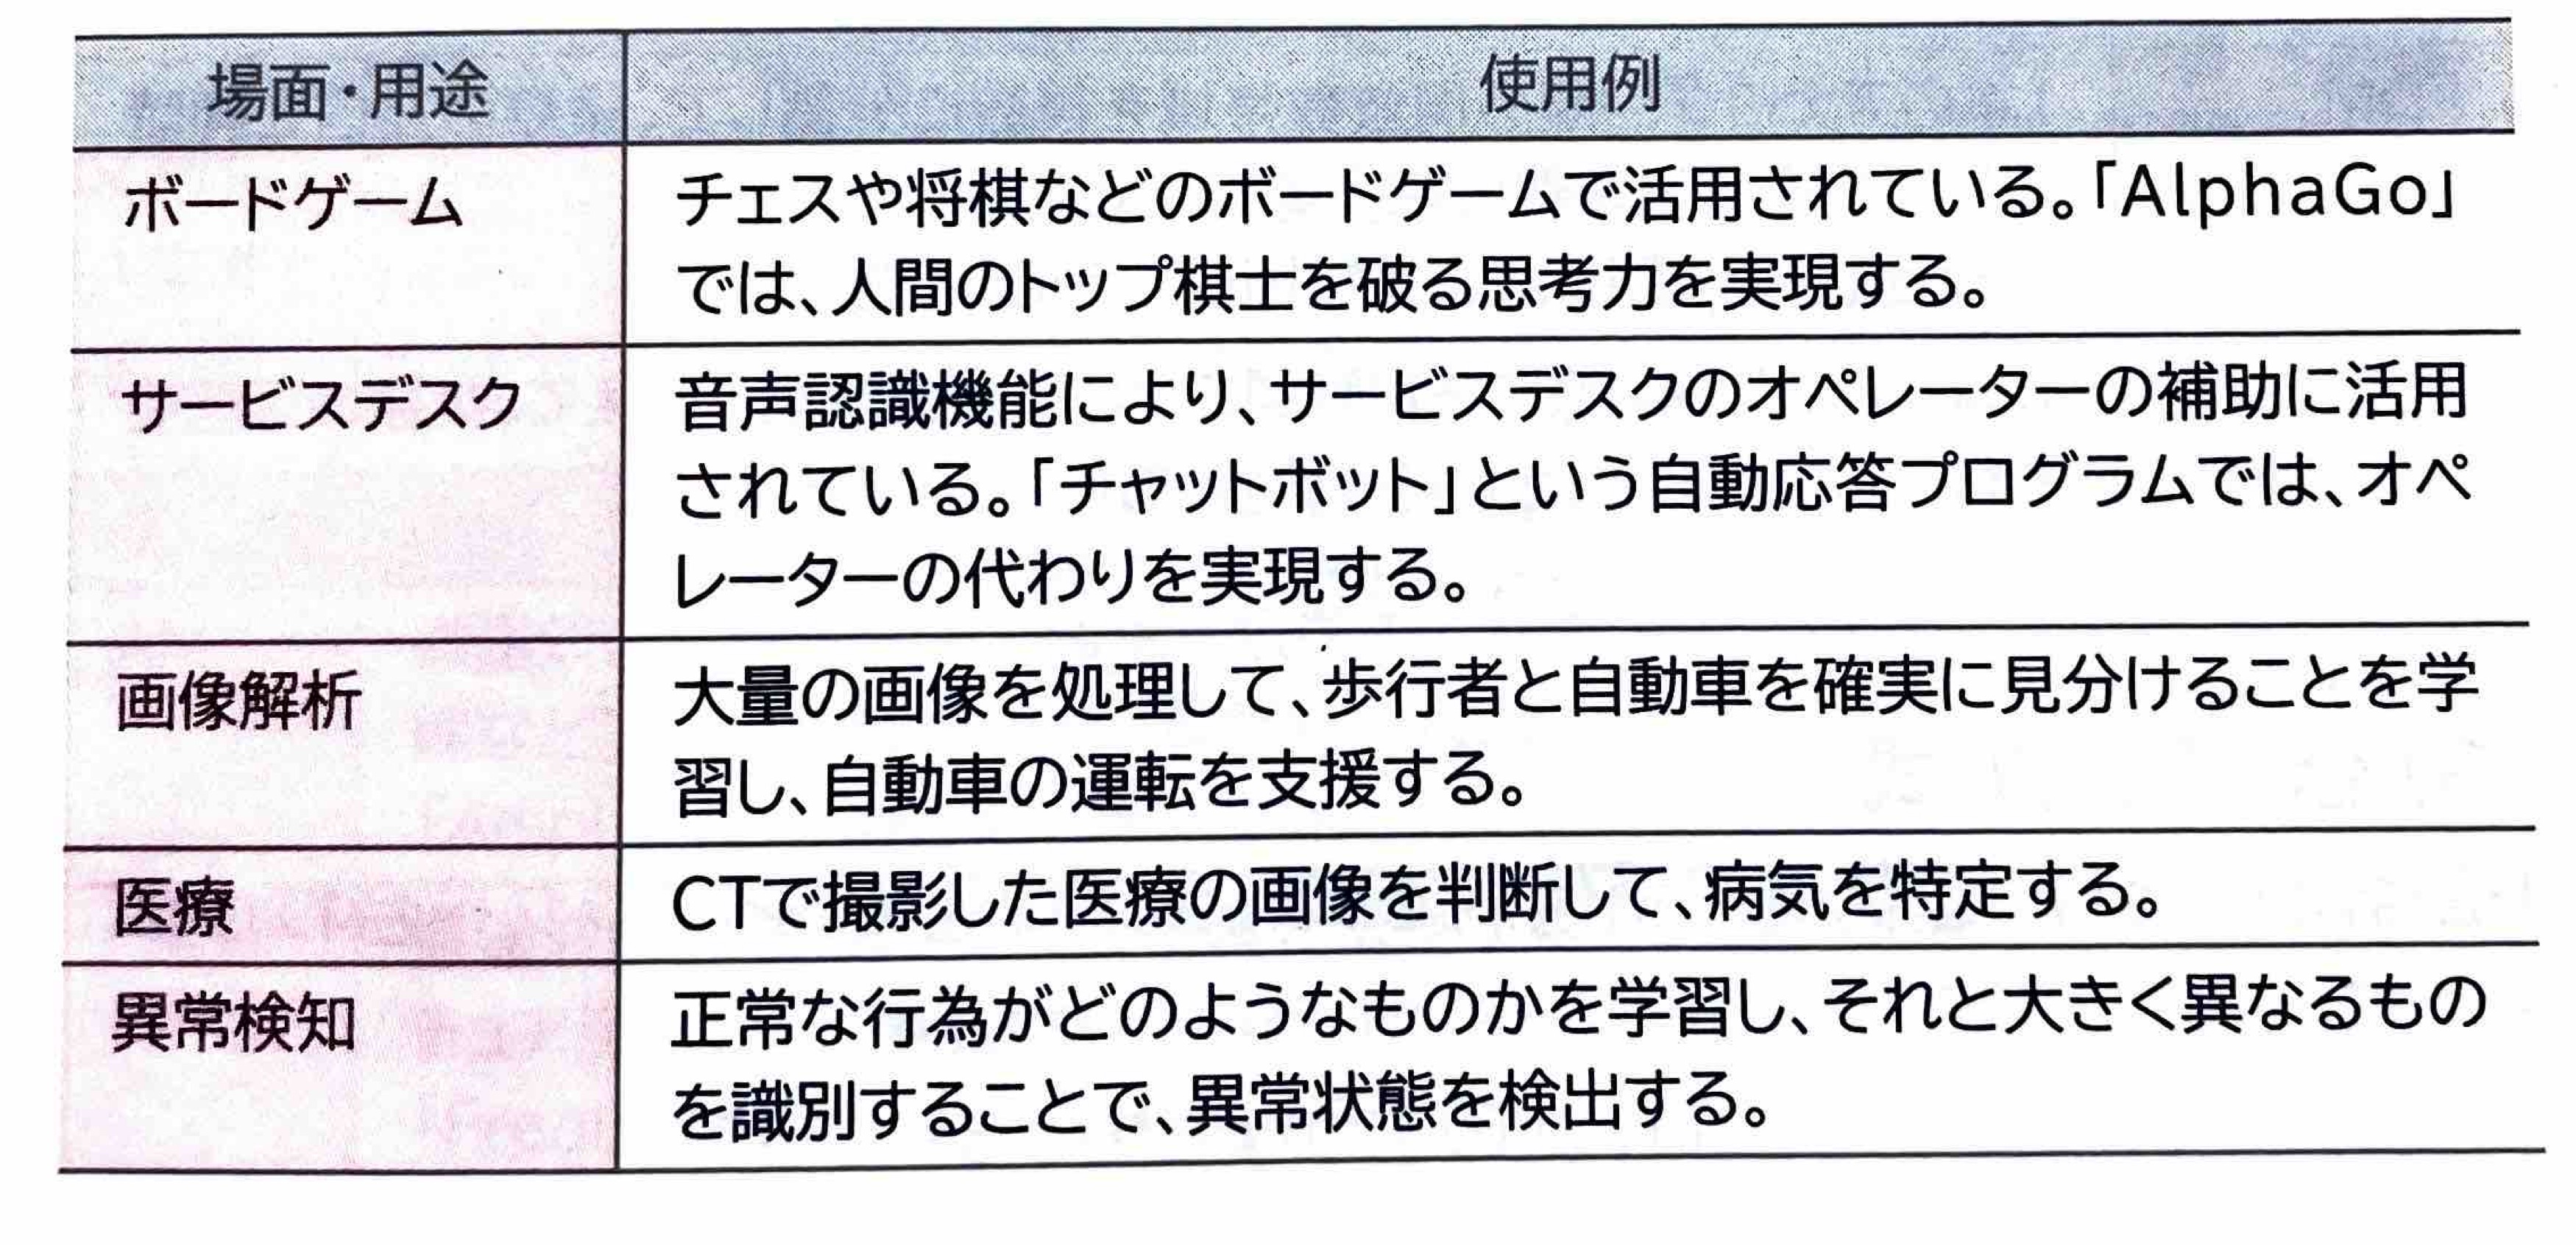 場面・用途
使用例
ボードゲーム
チェスや将棋などのボードゲームで活用されている。「AlphaGo」
では、人間のトップ棋士を破る思考力を実現する。
サービスデスク
音声認識機能により、サービスデスクのオペレーターの補助に活用
されている。「チャットボット」という自動応答プログラムでは、オペ
レーターの代わりを実現する。
画像解析
大量の画像を処理して、歩行者と自動車を確実に見分けることを学
習し、自動車の運転を支援する。
医療
CTで撮影した医療の画像を判断して、病気を特定する。
異常検知
正常な行為がどのようなものかを学習し、それと大きく異なるもの
を識別することで、異常状態を検出する。